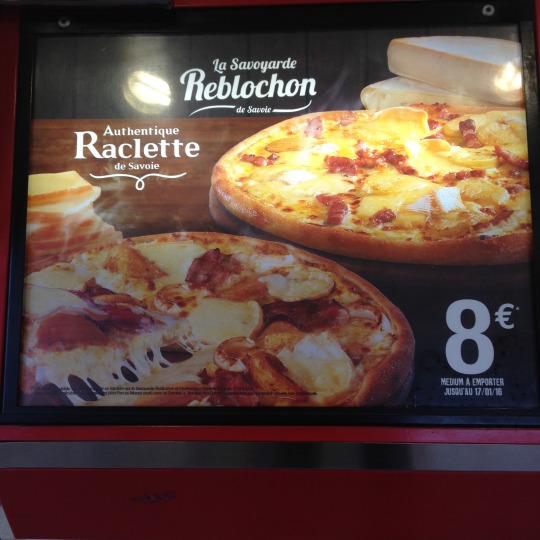 La Savoyarde
Reblochon
de Savoie
Authentique
Raclette
de Savoie
8€*
MEDIUM À EMPORTER
JUSQU'AU 17/01/16